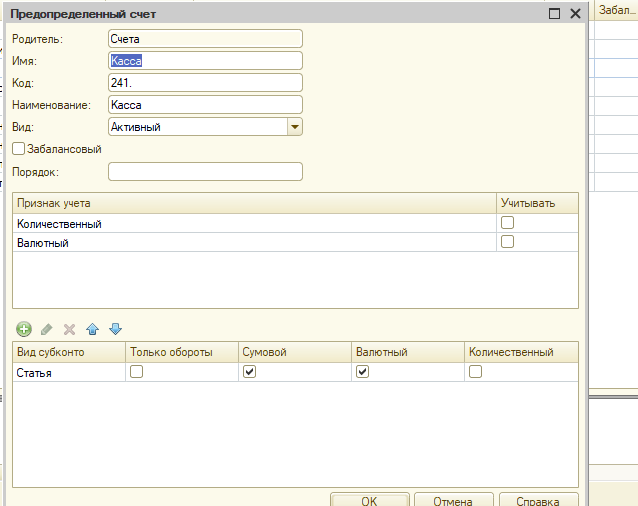 Предопределенный счет
Забал...
Родитель: Счета
Имя: Касса
Код: 241.
Наименование: Касса
Вид: Активный
Забалансовый
Порядок:
Признак учета Учитывать
Количественный
Валютный
Вид субконто Только обороты Сумовой Валютный Количественный
Статья
OK Отмена Справка